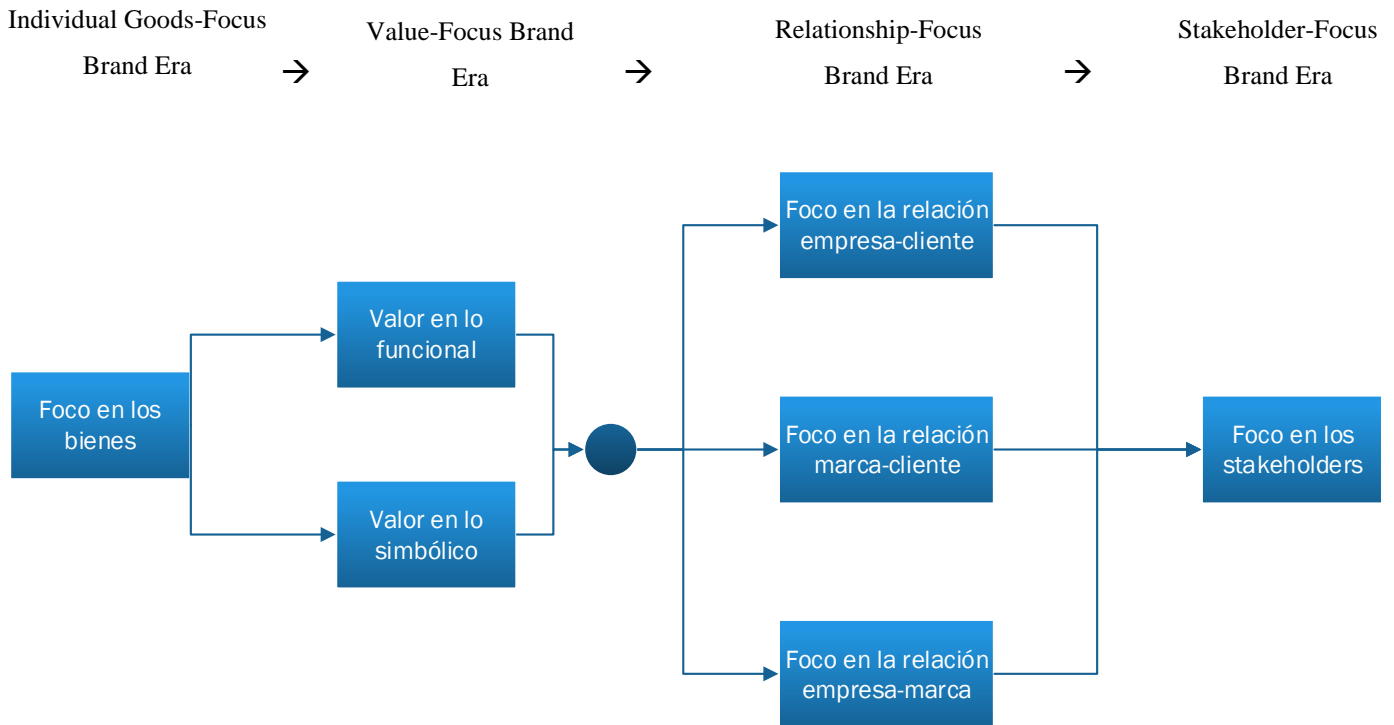 Individual Goods-Focus
Brand Era
→
Value-Focus Brand
Era
→
Relationship-Focus
Brand Era
→
Stakeholder-Focus
Brand Era
Foco en los
bienes
Valor en lo
funcional
Valor en lo
simbólico
Foco en la relación
empresa-cliente
Foco en la relación
marca-cliente
Foco en la relación
empresa-marca
Foco en los
stakeholders